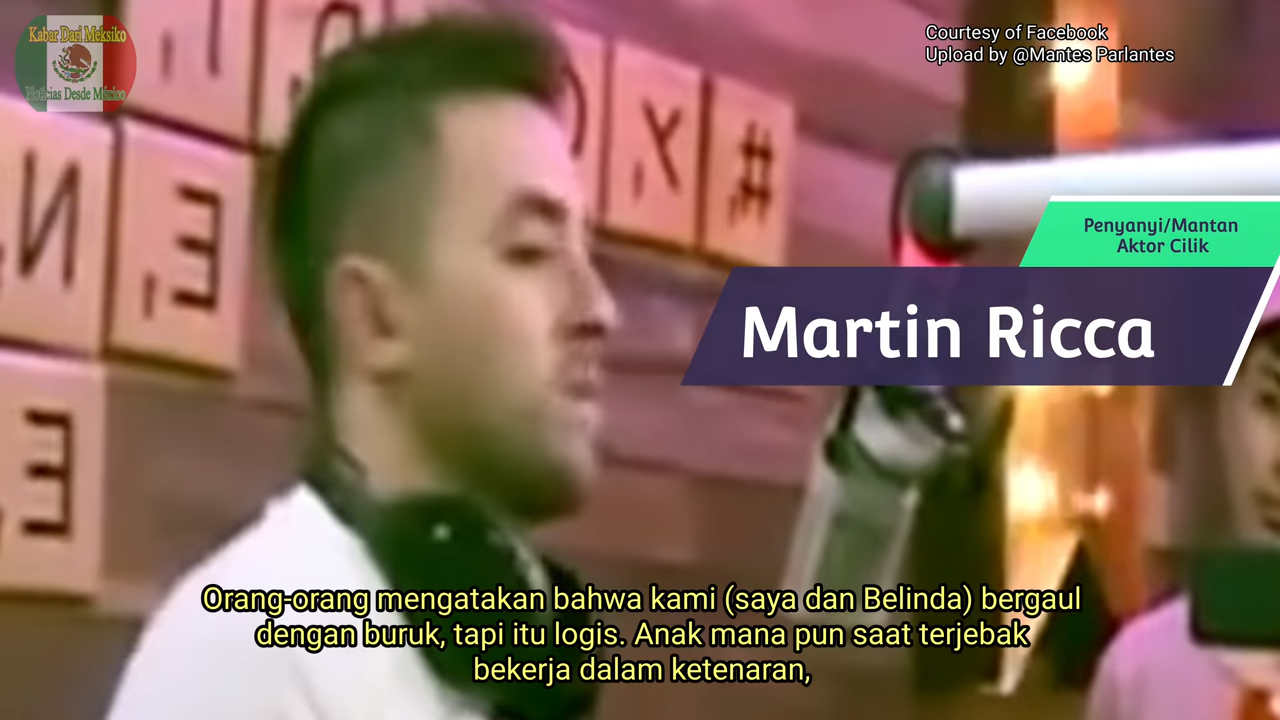 Kabar Dari Meksiko
Noticias Desde México
Courtesy of Facebook
Upload by @Mantes Parlantes
Penyanyi/Mantan
Aktor Cilik
Martin Ricca
Orang-orang mengatakan bahwa kami (saya dan Belinda) bergaul
dengan buruk, tapi itu logis. Anak mana pun saat terjebak
bekerja dalam ketenaran,